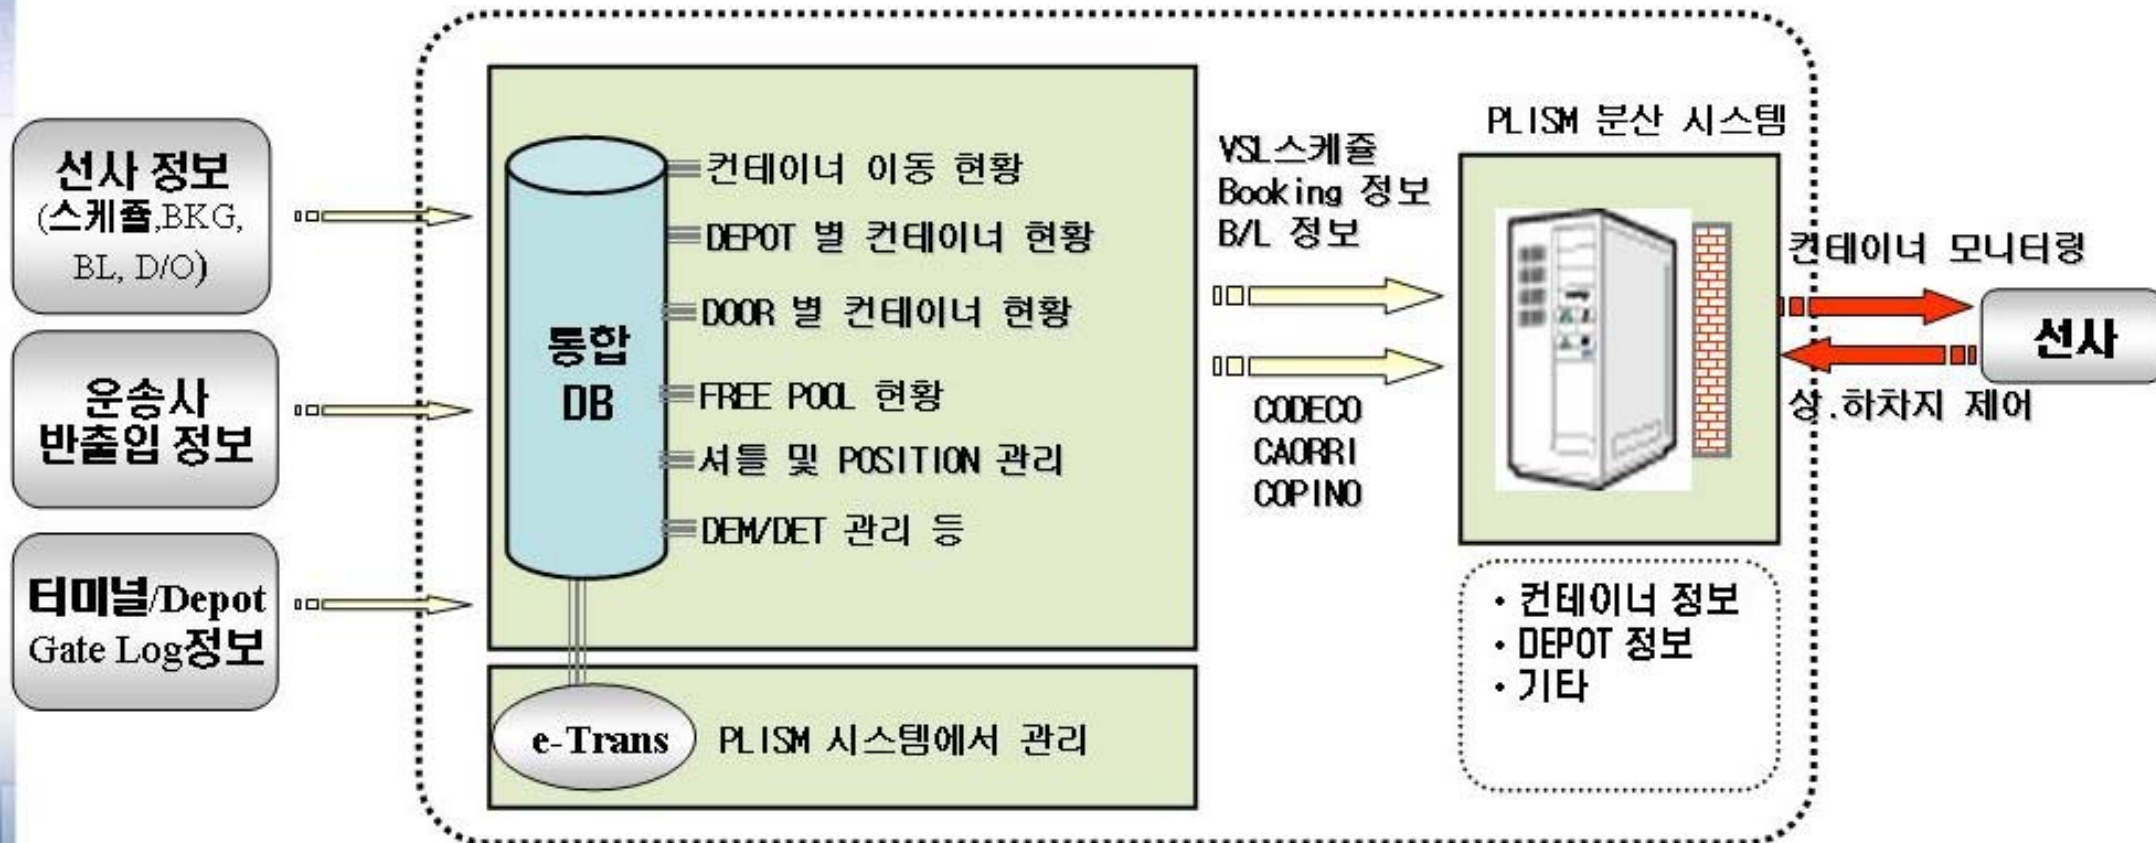 선사 정보
(스케쥴,BKG,
BL, D/O)
운송사
반출입 정보
터미널/Depot
Gate Log정보
통합
DB
컨테이너 이동 현황
DEPOT 별 컨테이너 현황
DOOR 별 컨테이너 현황
FREE POOL 현황
셔틀 및 POSITION 관리
DEM/DET 관리 등
e-Trans
PLISM 시스템에서 관리
VSL스케쥴
Booking 정보
B/L 정보
CODECO
CAORRI
COPINO
PLISM 분산 시스템
• 컨테이너 정보
• DEPOT 정보
• 기타
컨테이너 모니터링
상.하차지 제어
선사